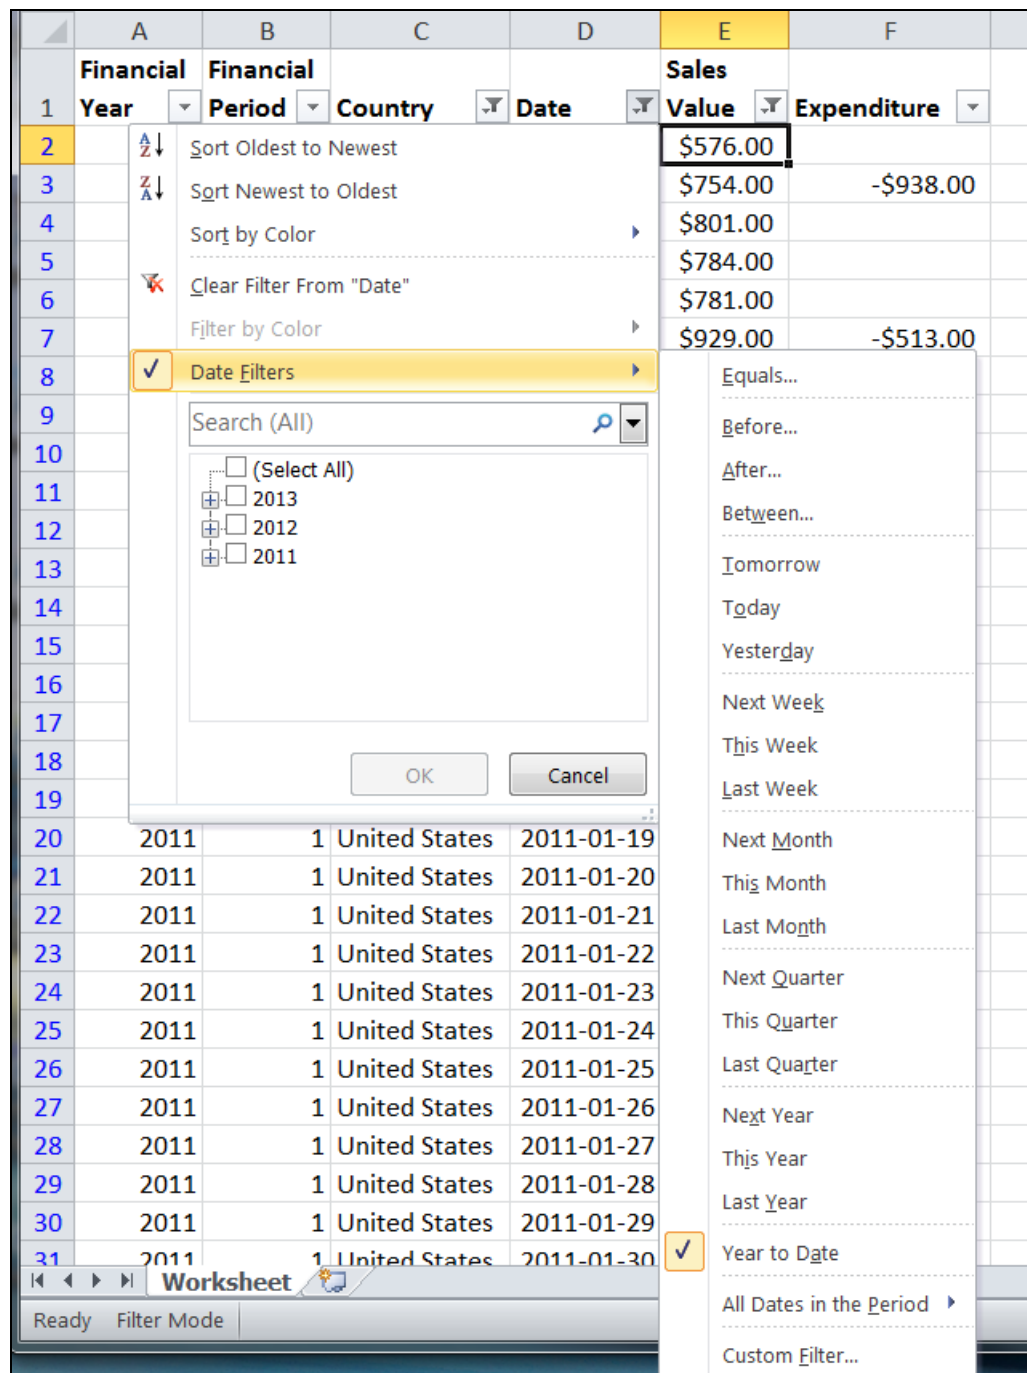 A B C D E F
Financial Financial Sales
1 Year Period Country Date Value Expenditure
2 $576.00
3 $754.00 -$938.00
4 $801.00
5 $784.00
6 $781.00
7 $929.00 -$513.00
8
9
10
11
12
13
14
15
16
17
18
19
A Z Sort Oldest to Newest
Z A Sort Newest to Oldest
Sort by Color
Clear Filter From "Date"
Filter by Color
Date Filters
Search (All)
(Select All)
2013
2012
2011
OK Cancel
20 2011 1 United States 2011-01-19
21 2011 1 United States 2011-01-20
22 2011 1 United States 2011-01-21
23 2011 1 United States 2011-01-22
24 2011 1 United States 2011-01-23
25 2011 1 United States 2011-01-24
26 2011 1 United States 2011-01-25
27 2011 1 United States 2011-01-26
28 2011 1 United States 2011-01-27
29 2011 1 United States 2011-01-28
30 2011 1 United States 2011-01-29
31 2011 1 United States 2011-01-30
Equals...
Before...
After...
Between...
Tomorrow
Today
Yesterday
Next Week
This Week
Last Week
Next Month
This Month
Last Month
Next Quarter
This Quarter
Last Quarter
Next Year
This Year
Last Year
Year to Date
All Dates in the Period
Custom Filter...
Worksheet
Ready Filter Mode